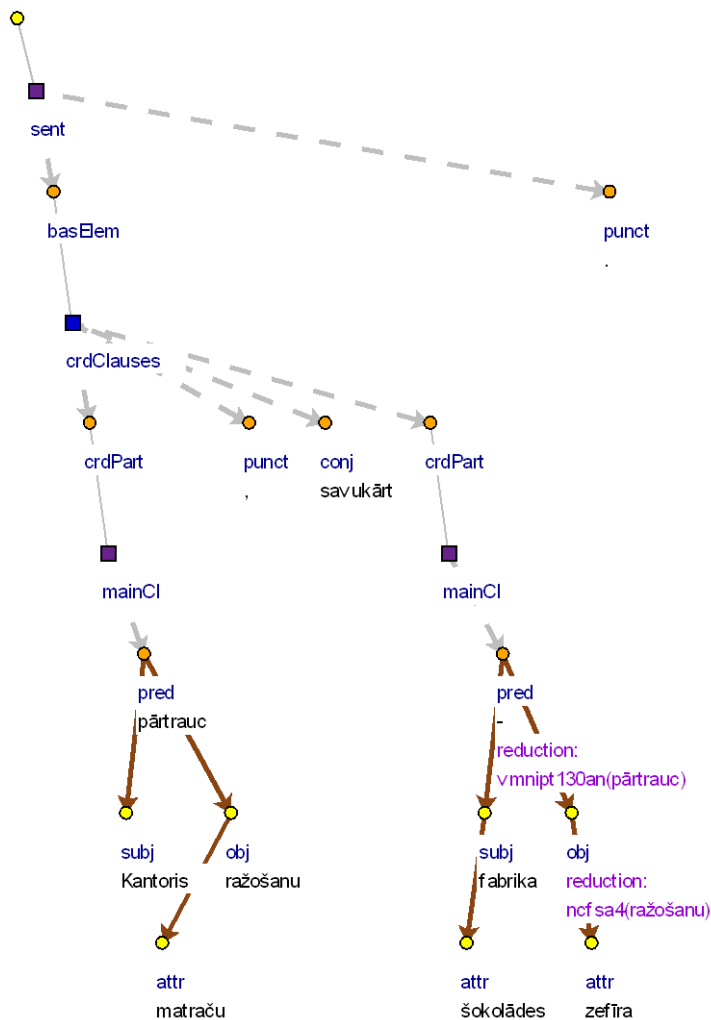 sent
basElem
punct
.
crdClauses
crdPart
punct
conj
crdPart
,
savukārt
mainCl
mainCl
pred
pred
pārtrauc
-
reduction:
vmnipt130an(pārtrauc)
subj
obj
subj
obj
Kantoris
ražošanu
fabrika
reduction:
ncfsa4(ražošanu)
attr
attr
attr
matraču
šokolādes
zefīra